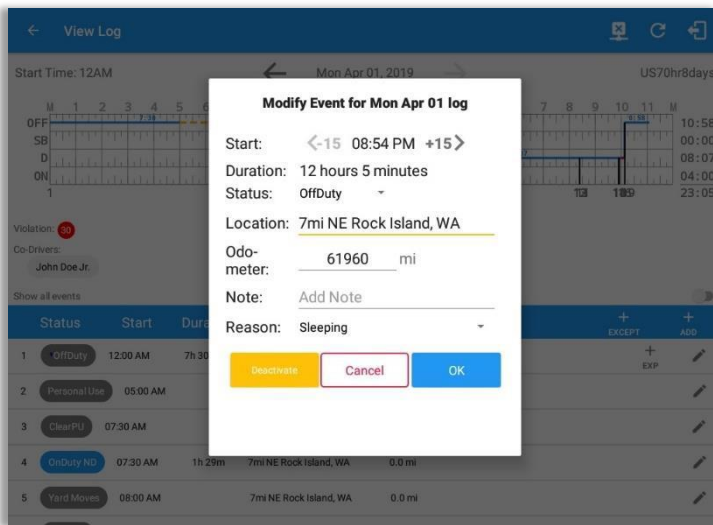 View Log
Start Time: 12AM
Mon Apr 01, 2019
US70hr8days
M 1 2 3 4 5 6
7 8 9 10 11 M
OFF
10:58
SB
00:00
D
08:07
ON
04:00
1
23:05
Violation: 30
Co-Drivers:
John Doe Jr.
Show all events
Modify Event for Mon Apr 01 log
Start: -15 08:54 PM +15
Duration: 12 hours 5 minutes
Status: OffDuty
Location: 7mi NE Rock Island, WA
Odo-
meter: 61960 mi
Note: Add Note
Reason: Sleeping
Deactivate Cancel OK
Status Start Dura
+ EXCEPT + ADD
1 OffDuty 12:00 AM 7h 30
+ EXP
2 Personal Use 05:00 AM
3 ClearPU 07:30 AM
4 OnDuty ND 07:30 AM 1h 29m 7mi NE Rock Island, WA 0.0 mi
5 Yard Moves 08:00 AM 7mi NE Rock Island, WA 0.0 mi